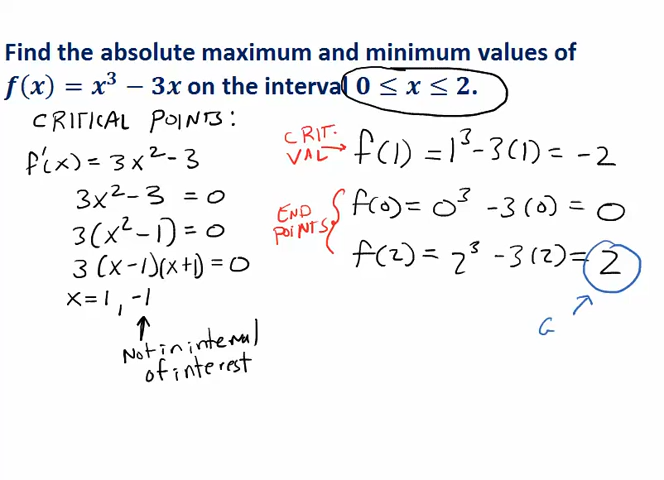 Find the absolute maximum and minimum values of
f(x) = x³ − 3x on the interval 0 ≤ x ≤ 2.
CRITICAL POINTS:
f'(x) = 3x² - 3
3x² - 3 = 0
3(x² - 1) = 0
3(x-1)(x+1) = 0
x = 1, -1
Not in interval
of interest
CRIT.
VAL → f(1) = 1³ - 3(1) = -2
END
POINTS
f(0) = 0³ - 3(0) = 0
f(2) = 2³ - 3(2) = 2
G